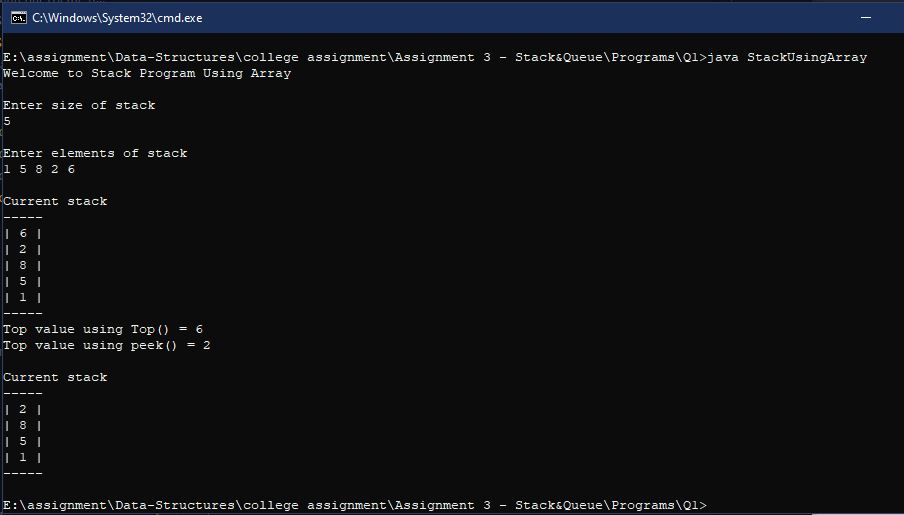 C:\Windows\System32\cmd.exe
E:\assignment\Data-Structures\college assignment\Assignment 3 - Stack&Queue\Programs\Q1>java StackUsingArray
Welcome to Stack Program Using Array
Enter size of stack
5
Enter elements of stack
1 5 8 2 6
Current stack
-----
| 6 |
| 2 |
| 8 |
| 5 |
| 1 |
-----
Top value using Top() = 6
Top value using peek() = 2
Current stack
-----
| 2 |
| 8 |
| 5 |
| 1 |
-----
E:\assignment\Data-Structures\college assignment\Assignment 3 - Stack&Queue\Programs\Q1>